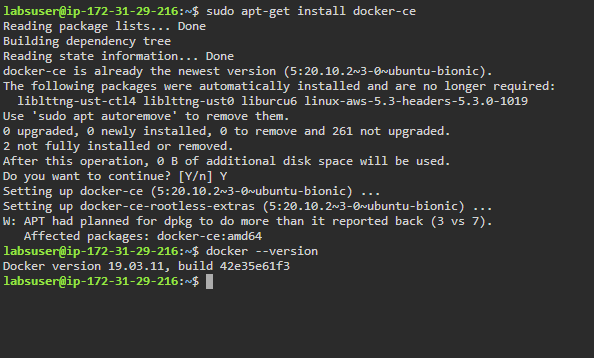 labsuser@ip-172-31-29-216:~$ sudo apt-get install docker-ce
Reading package lists... Done
Building dependency tree
Reading state information... Done
docker-ce is already the newest version (5:20.10.2~3-0~ubuntu-bionic).
The following packages were automatically installed and are no longer required:
  liblttng-ust-ctl4 liblttng-ust0 liburcu6 linux-aws-5.3-headers-5.3.0-1019
Use 'sudo apt autoremove' to remove them.
0 upgraded, 0 newly installed, 0 to remove and 261 not upgraded.
2 not fully installed or removed.
After this operation, 0 B of additional disk space will be used.
Do you want to continue? [Y/n] Y
Setting up docker-ce (5:20.10.2~3-0~ubuntu-bionic) ...
Setting up docker-ce-rootless-extras (5:20.10.2~3-0~ubuntu-bionic) ...
W: APT had planned for dpkg to do more than it reported back (3 vs 7).
   Affected packages: docker-ce:amd64
labsuser@ip-172-31-29-216:~$ docker --version
Docker version 19.03.11, build 42e35e61f3
labsuser@ip-172-31-29-216:~$